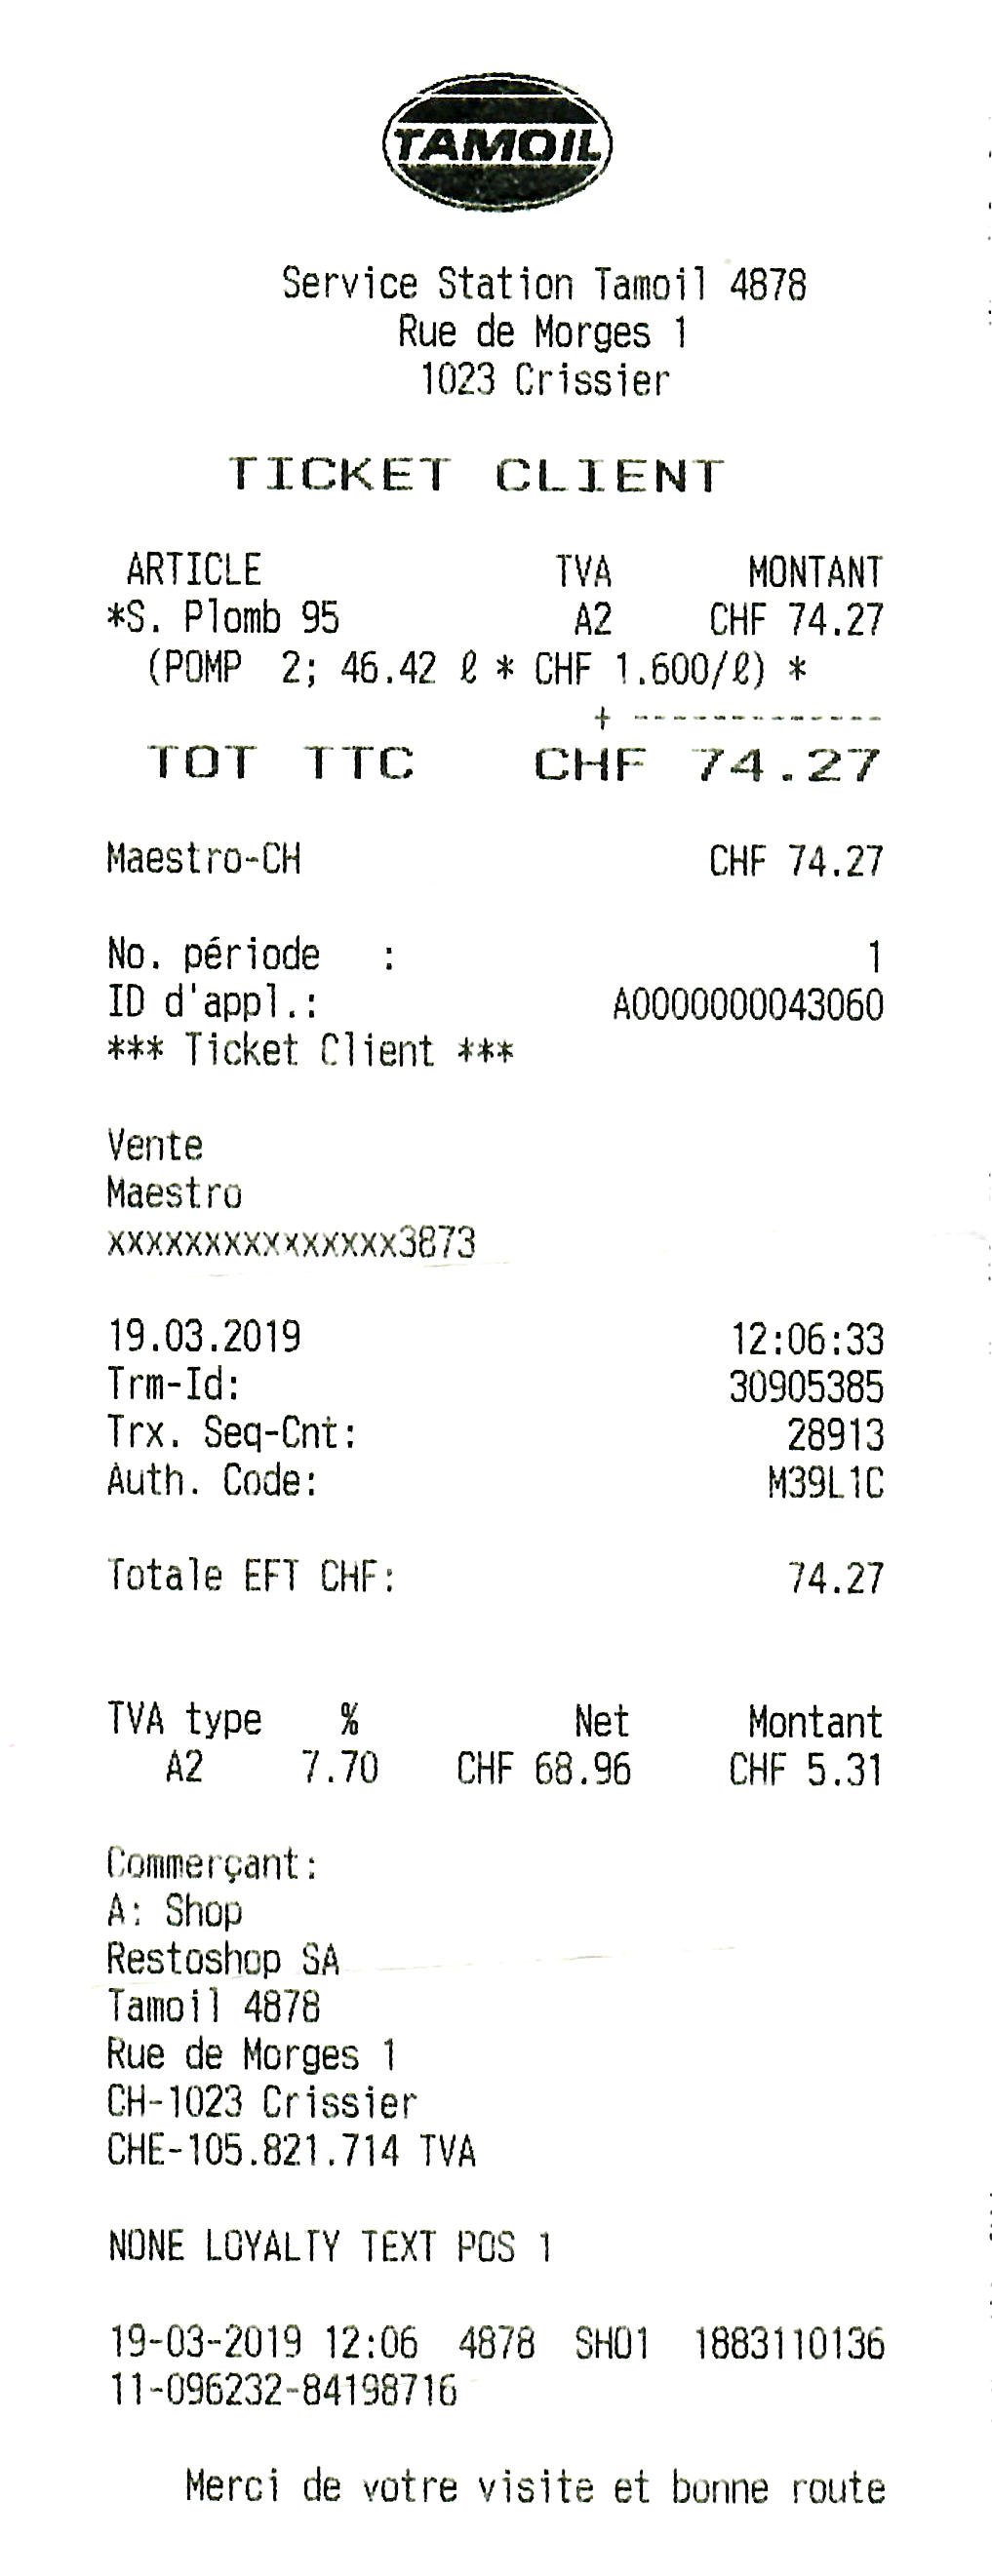 TAMOIL
Service Station Tamoil 4878
Rue de Morges 1
1023 Crissier
TICKET CLIENT
ARTICLE TVA MONTANT
*S. Plomb 95 A2 CHF 74.27
(POMP 2; 46.42 ℓ * CHF 1.600/ℓ) *
+ -------------
TOT TTC CHF 74.27
Maestro-CH CHF 74.27
No. période : 1
ID d'appl.: A0000000043060
*** Ticket Client ***
Vente
Maestro
xxxxxxxxxxxxxxx3873
19.03.2019 12:06:33
Trm-Id: 30905385
Trx. Seq-Cnt: 28913
Auth. Code: M39L1C
Totale EFT CHF: 74.27
TVA type % Net Montant
A2 7.70 CHF 68.96 CHF 5.31
Commerçant:
A: Shop
Restoshop SA
Tamoil 4878
Rue de Morges 1
CH-1023 Crissier
CHE-105.821.714 TVA
NONE LOYALTY TEXT POS 1
19-03-2019 12:06 4878 SH01 1883110136
11-096232-84198716
Merci de votre visite et bonne route